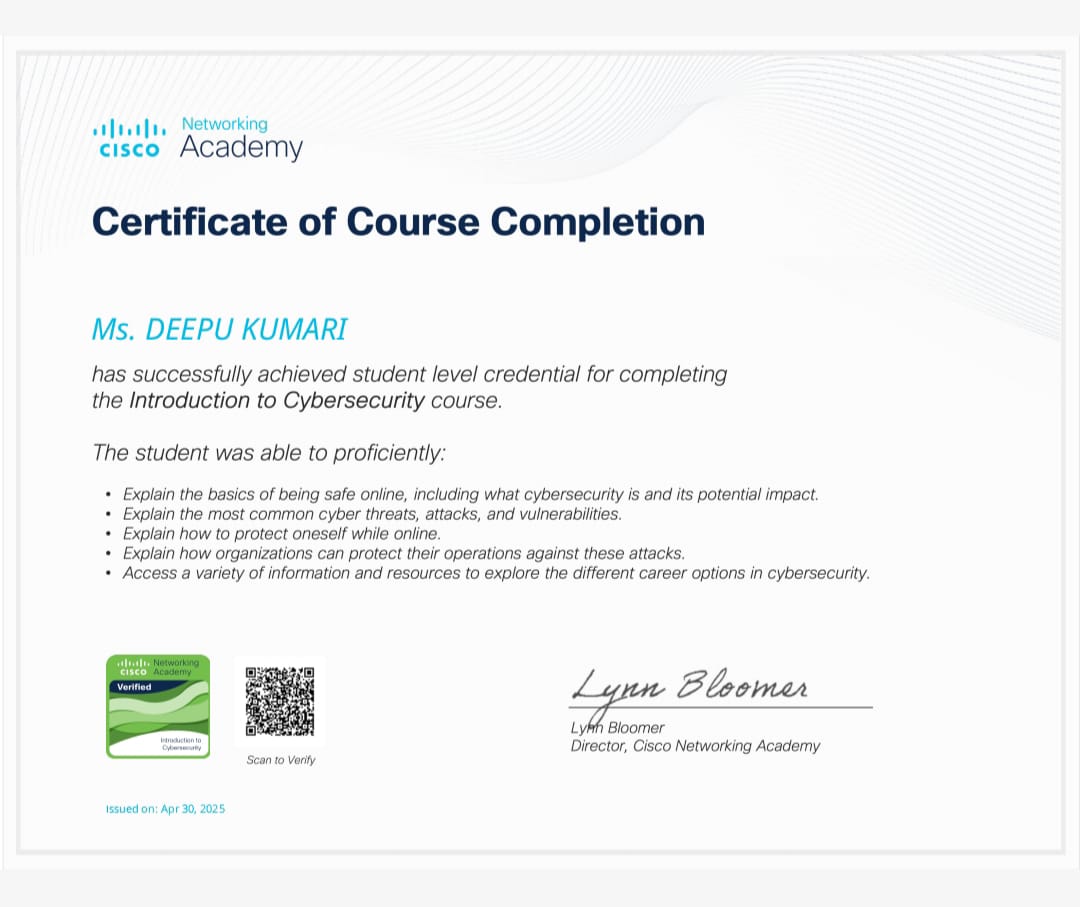 Networking
Academy
CISCO
Certificate of Course Completion
Ms. DEEPU KUMARI
has successfully achieved student level credential for completing
the Introduction to Cybersecurity course.
The student was able to proficiently:
• Explain the basics of being safe online, including what cybersecurity is and its potential impact.
• Explain the most common cyber threats, attacks, and vulnerabilities.
• Explain how to protect oneself while online.
• Explain how organizations can protect their operations against these attacks.
• Access a variety of information and resources to explore the different career options in cybersecurity.
Networking
CISCO Academy
Verified
Introduction to
Cybersecurity
Scan to Verify
Lynn Bloomer
Lynn Bloomer
Director, Cisco Networking Academy
Issued on: Apr 30, 2025